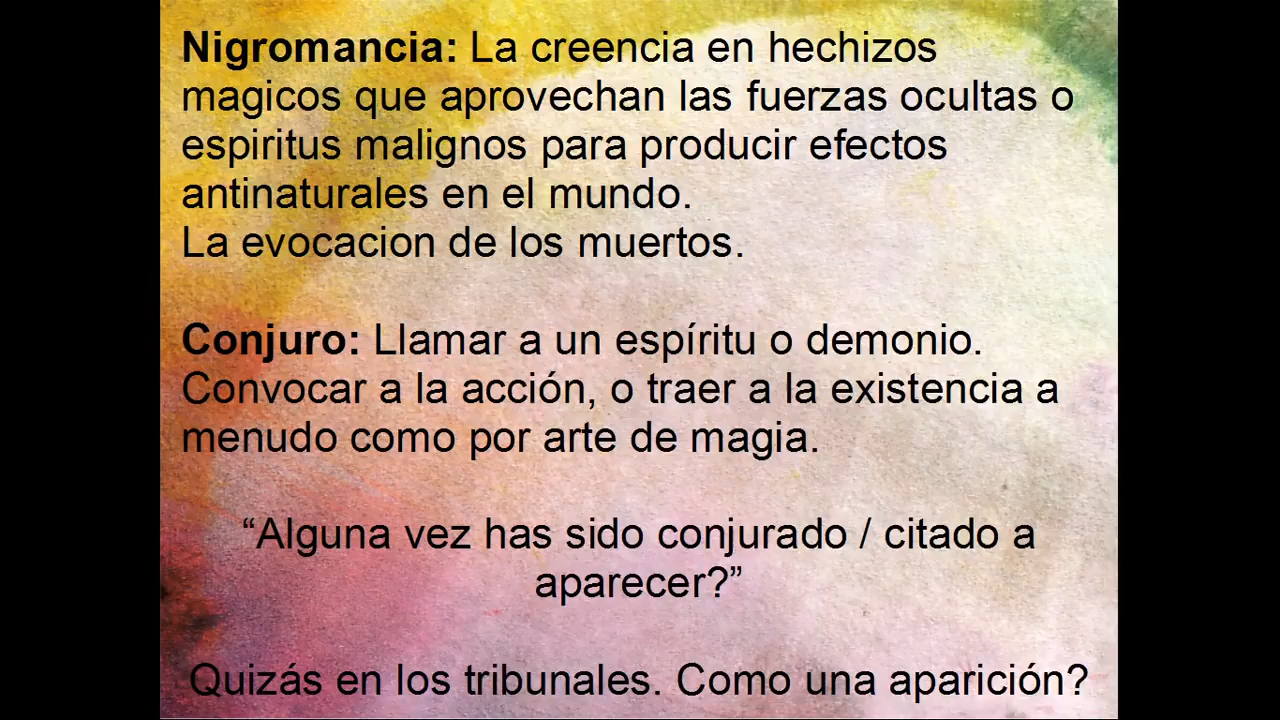 Nigromancia: La creencia en hechizos
magicos que aprovechan las fuerzas ocultas o
espiritus malignos para producir efectos
antinaturales en el mundo.
La evocacion de los muertos.
Conjuro: Llamar a un espíritu o demonio.
Convocar a la acción, o traer a la existencia a
menudo como por arte de magia.
“Alguna vez has sido conjurado / citado a
aparecer?”
Quizás en los tribunales. Como una aparición?